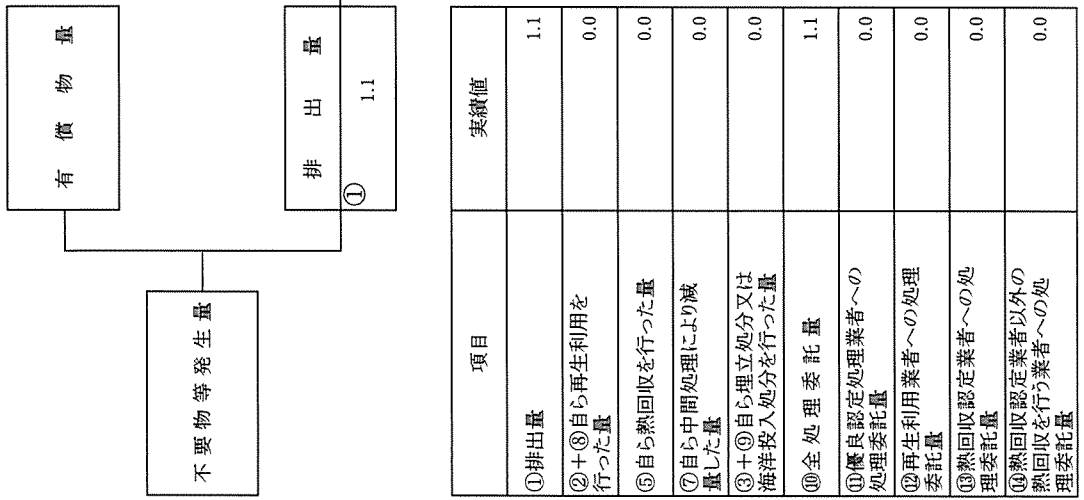 不要物等発生量
有償物量
排出量
①
1.1
項目 実績値
①排出量 1.1
②+⑧自ら再生利用を
行った量 0.0
⑤自ら熱回収を行った量 0.0
⑦自ら中間処理により減
量した量 0.0
③+⑨自ら埋立処分又は
海洋投入処分を行った量 0.0
⑩全処理委託量 1.1
⑪優良認定処理業者への
処理委託量 0.0
⑫再生利用業者への処理
委託量 0.0
⑬熱回収認定業者への処
理委託量 0.0
⑭熱回収認定業者以外の
熱回収を行う業者への処
理委託量 0.0